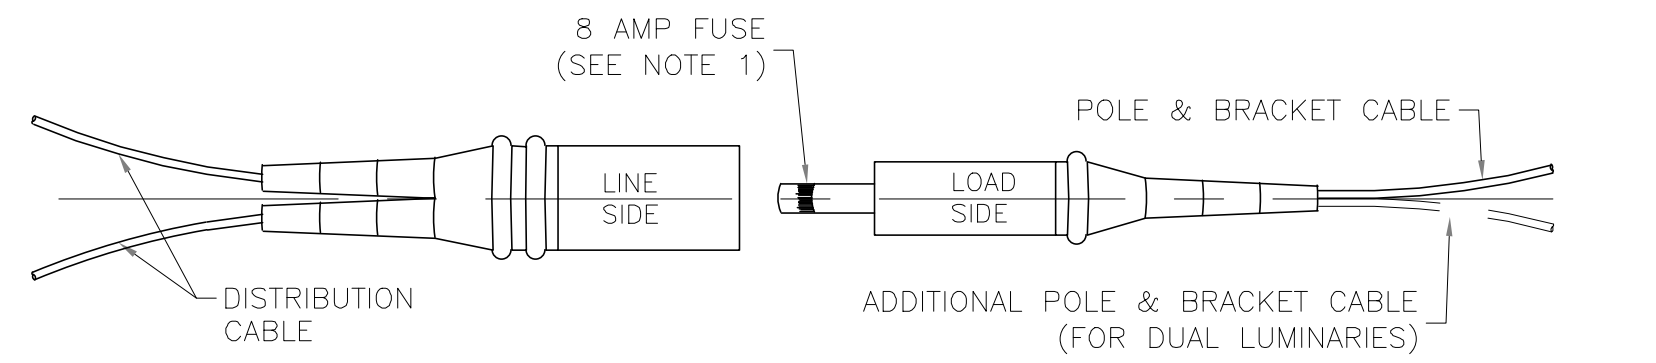 8 AMP FUSE
(SEE NOTE 1)
POLE & BRACKET CABLE
LINE
SIDE
LOAD
SIDE
DISTRIBUTION
CABLE
ADDITIONAL POLE & BRACKET CABLE
(FOR DUAL LUMINARIES)